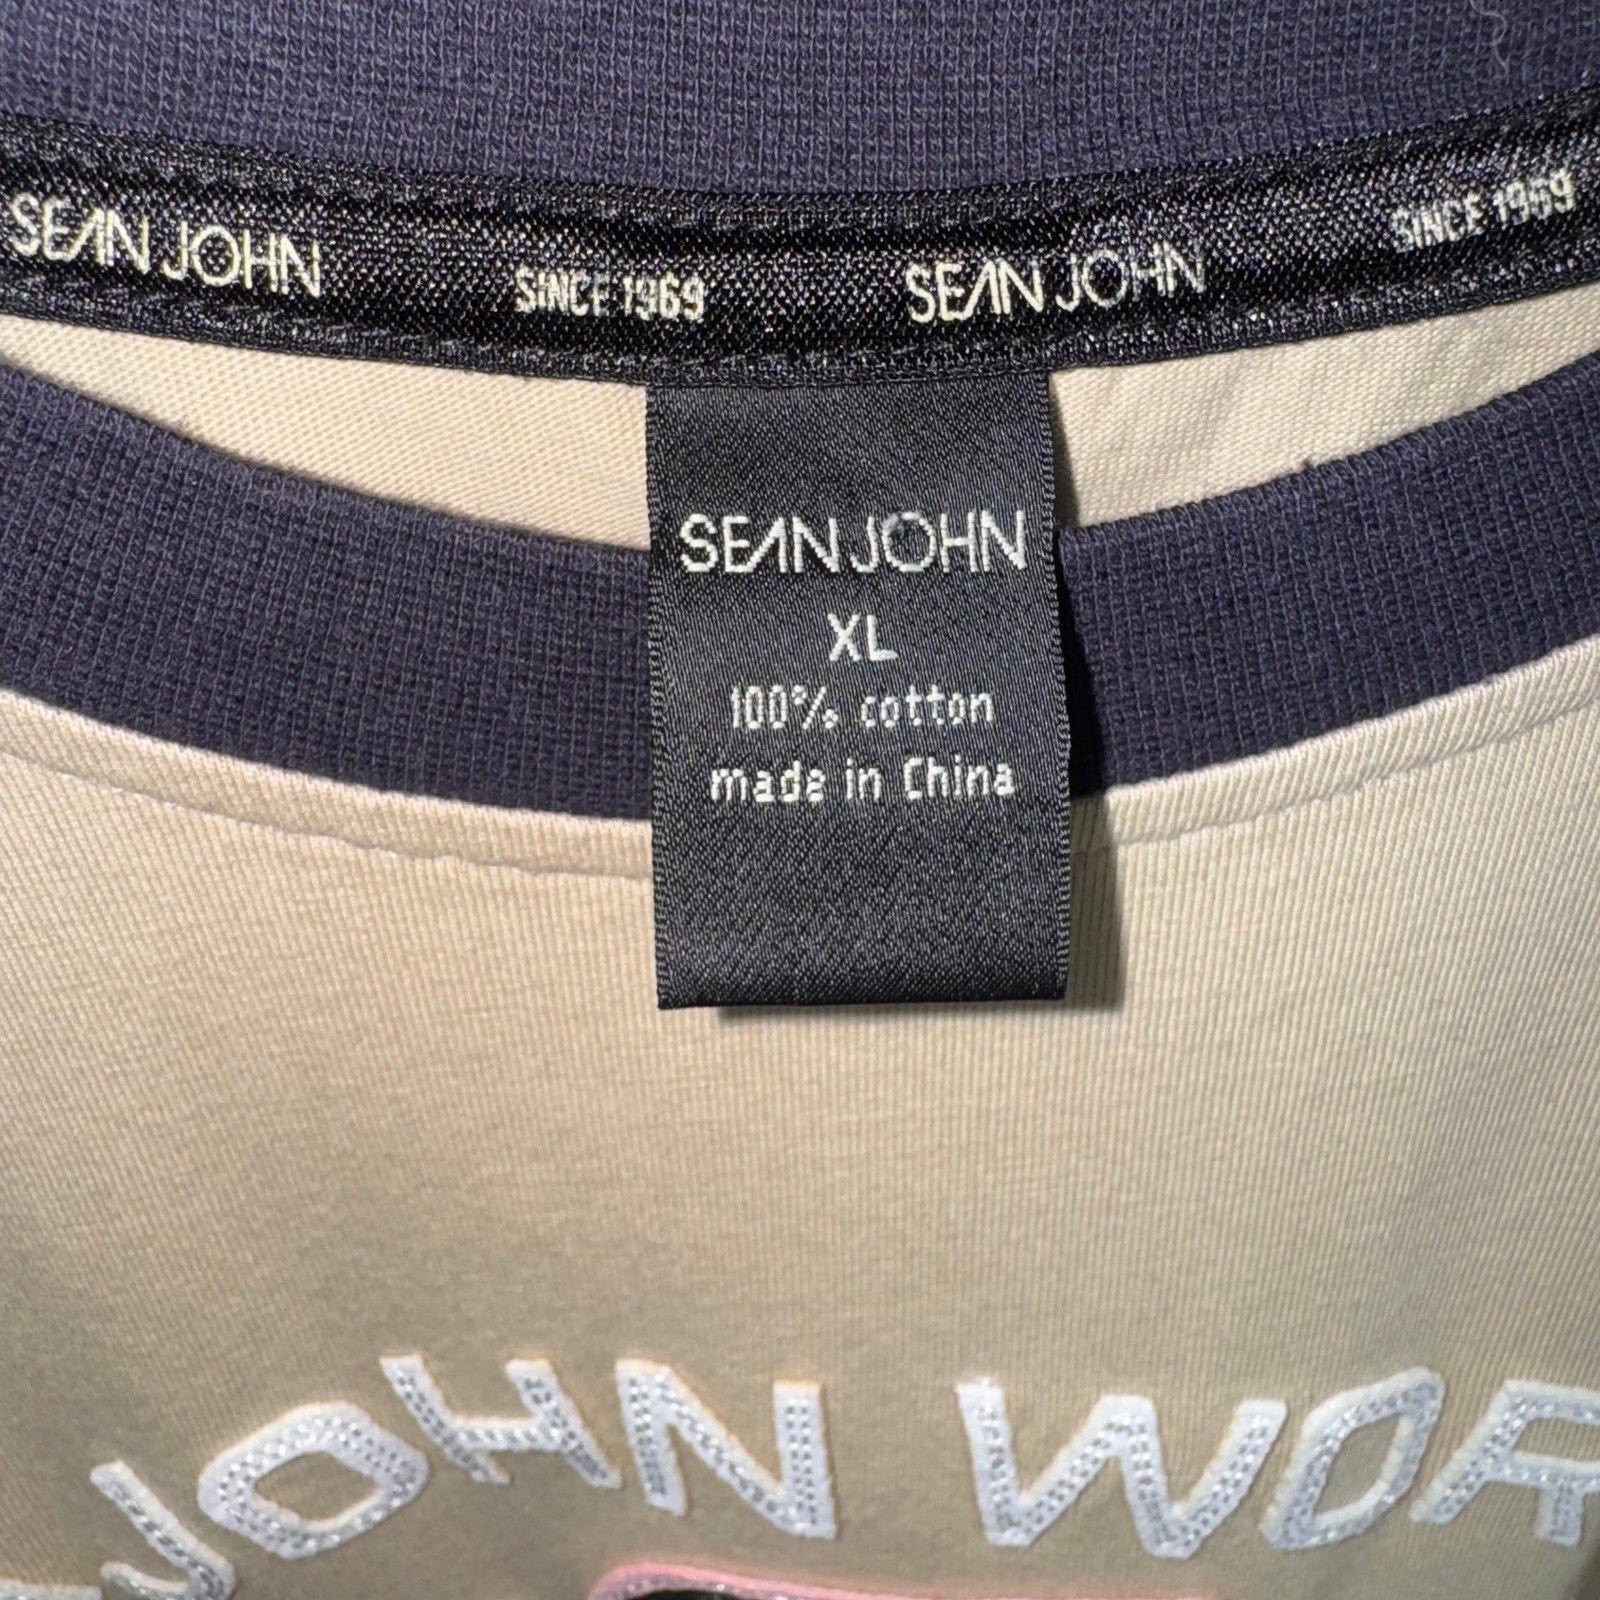 SEAN JOHN SINCE 1969 SEAN JOHN SINCE 1969
SEAN JOHN
XL
100% cotton
made in China
JOHN WOR